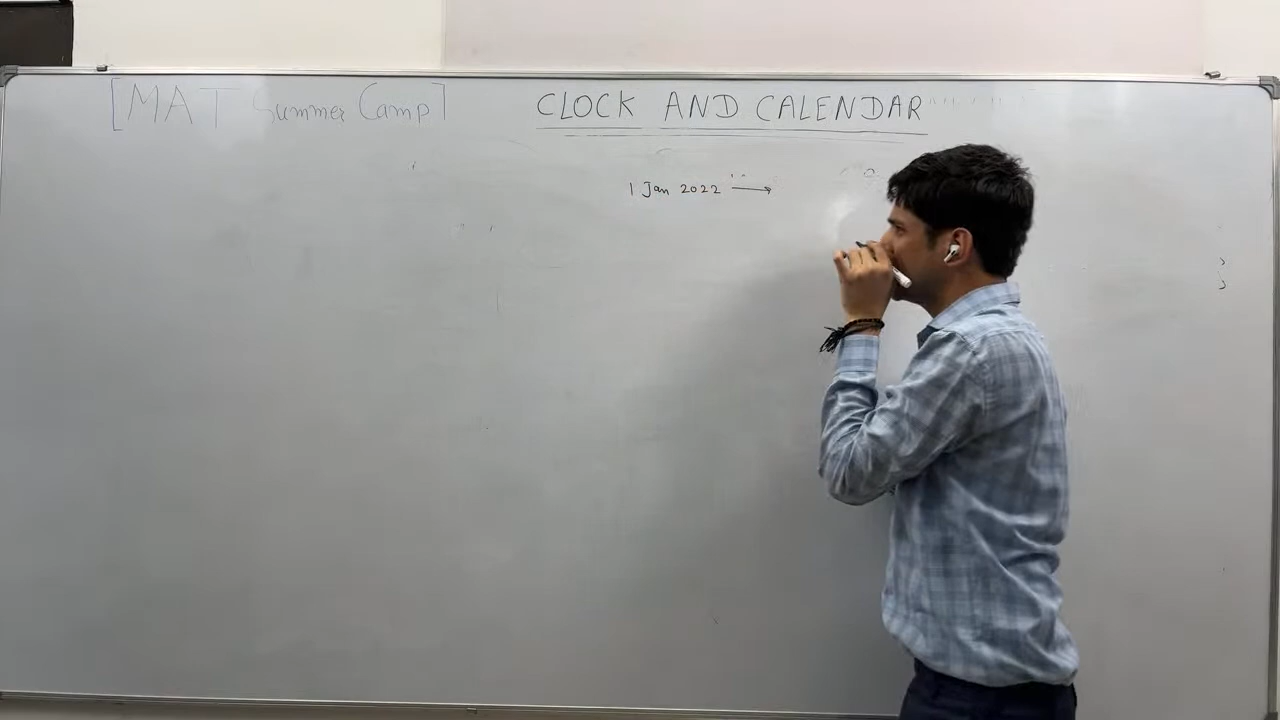 [MAT Summer Camp]
CLOCK AND CALENDAR
1 Jan 2022 →